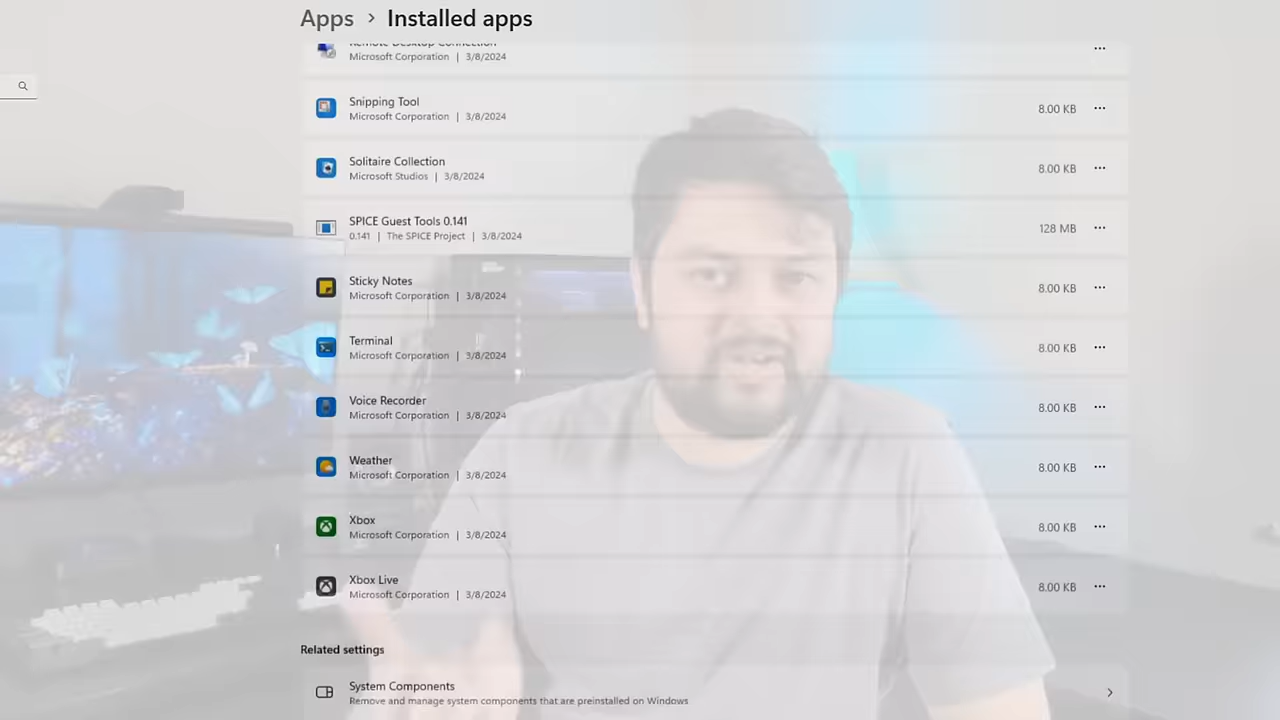 Apps > Installed apps
Remote Desktop Connection
Microsoft Corporation | 3/8/2024
Snipping Tool
Microsoft Corporation | 3/8/2024
8.00 KB
Solitaire Collection
Microsoft Studios | 3/8/2024
8.00 KB
SPICE Guest Tools 0.141
0.141 | The SPICE Project | 3/8/2024
128 MB
Sticky Notes
Microsoft Corporation | 3/8/2024
8.00 KB
Terminal
Microsoft Corporation | 3/8/2024
8.00 KB
Voice Recorder
Microsoft Corporation | 3/8/2024
8.00 KB
Weather
Microsoft Corporation | 3/8/2024
8.00 KB
Xbox
Microsoft Corporation | 3/8/2024
8.00 KB
Xbox Live
Microsoft Corporation | 3/8/2024
8.00 KB
Related settings
System Components
Remove and manage system components that are preinstalled on Windows